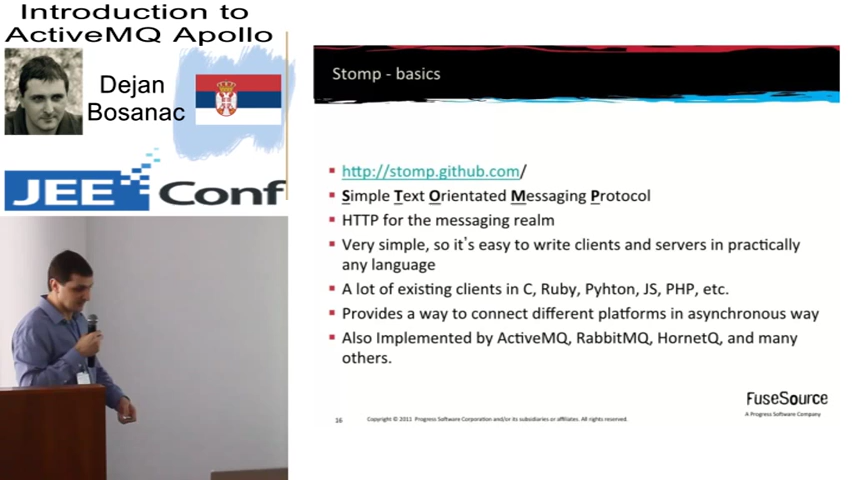 Introduction to
ActiveMQ Apollo
Dejan
Bosanac
JEE Conf
Stomp - basics
http://stomp.github.com/
Simple Text Orientated Messaging Protocol
HTTP for the messaging realm
Very simple, so it's easy to write clients and servers in practically
any language
A lot of existing clients in C, Ruby, Pyhton, JS, PHP, etc.
Provides a way to connect different platforms in asynchronous way
Also Implemented by ActiveMQ, RabbitMQ, HornetQ, and many
others.
FuseSource
A Progress Software Company
16
Copyright © 2011 Progress Software Corporation and/or its subsidiaries or affiliates. All rights reserved.